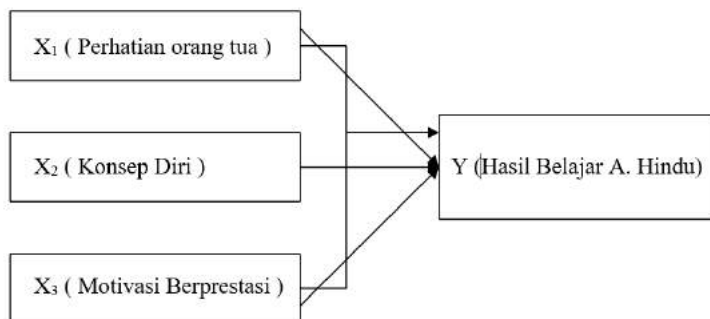 X₁ ( Perhatian orang tua )
X₂ ( Konsep Diri )
Y (Hasil Belajar A. Hindu)
X₃ ( Motivasi Berprestasi )